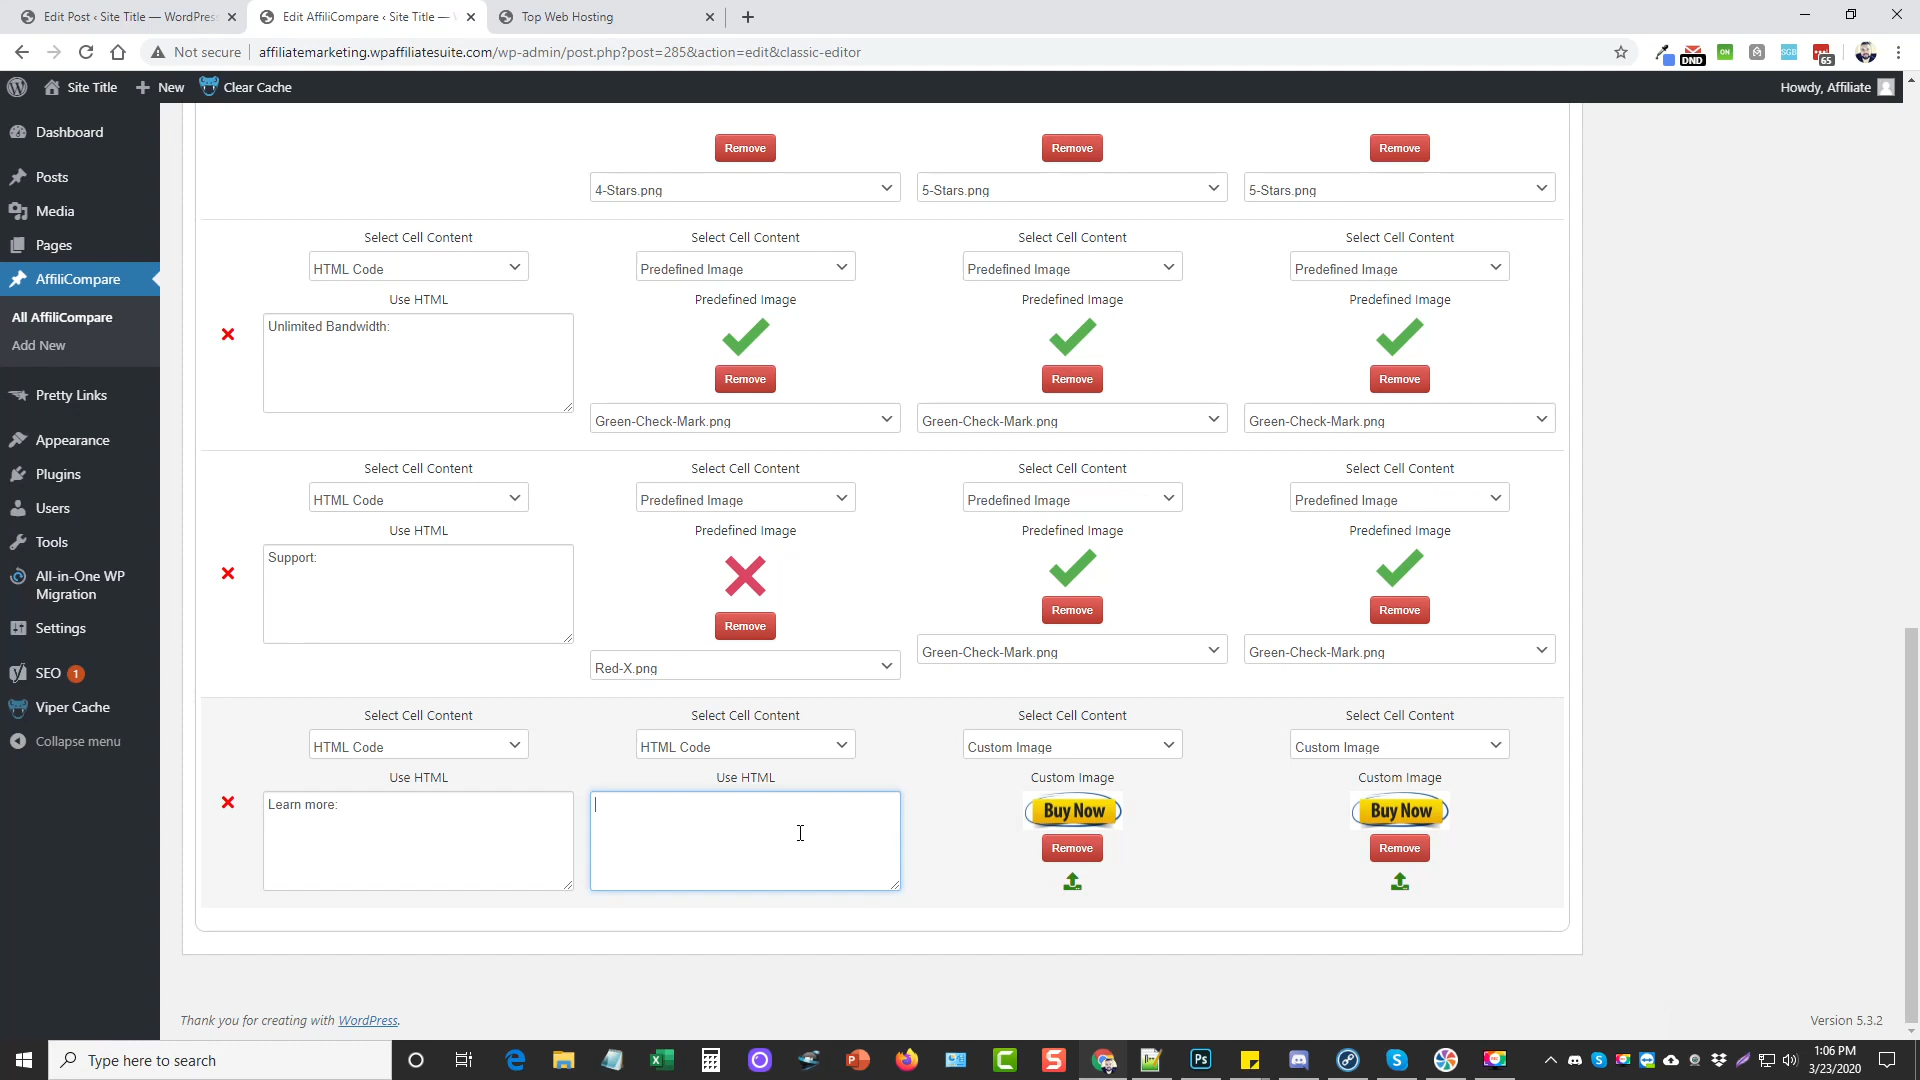 Edit Post ‹ Site Title — WordPres
Edit AffiliCompare ‹ Site Title —
Top Web Hosting
Not secure
affiliatemarketing.wpaffiliatesuite.com/wp-admin/post.php?post=285&action=edit&classic-editor
DND
ON
SGB
65
Site Title
New
Clear Cache
Howdy, Affiliate
Dashboard
Posts
Media
Pages
AffiliCompare
All AffiliCompare
Add New
Pretty Links
Appearance
Plugins
Users
Tools
All-in-One WP
Migration
Settings
SEO 1
Viper Cache
Collapse menu
Remove Remove Remove
4-Stars.png 5-Stars.png 5-Stars.png
Select Cell Content Select Cell Content Select Cell Content Select Cell Content
HTML Code Predefined Image Predefined Image Predefined Image
Use HTML Predefined Image Predefined Image Predefined Image
Unlimited Bandwidth:
Remove Remove Remove
Green-Check-Mark.png Green-Check-Mark.png Green-Check-Mark.png
Select Cell Content Select Cell Content Select Cell Content Select Cell Content
HTML Code Predefined Image Predefined Image Predefined Image
Use HTML Predefined Image Predefined Image Predefined Image
Support:
Remove Remove Remove
Red-X.png Green-Check-Mark.png Green-Check-Mark.png
Select Cell Content Select Cell Content Select Cell Content Select Cell Content
HTML Code HTML Code Custom Image Custom Image
Use HTML Use HTML Custom Image Custom Image
Learn more:
Buy Now Buy Now
Remove Remove
Thank you for creating with WordPress.
Version 5.3.2
Type here to search
1:06 PM
3/23/2020